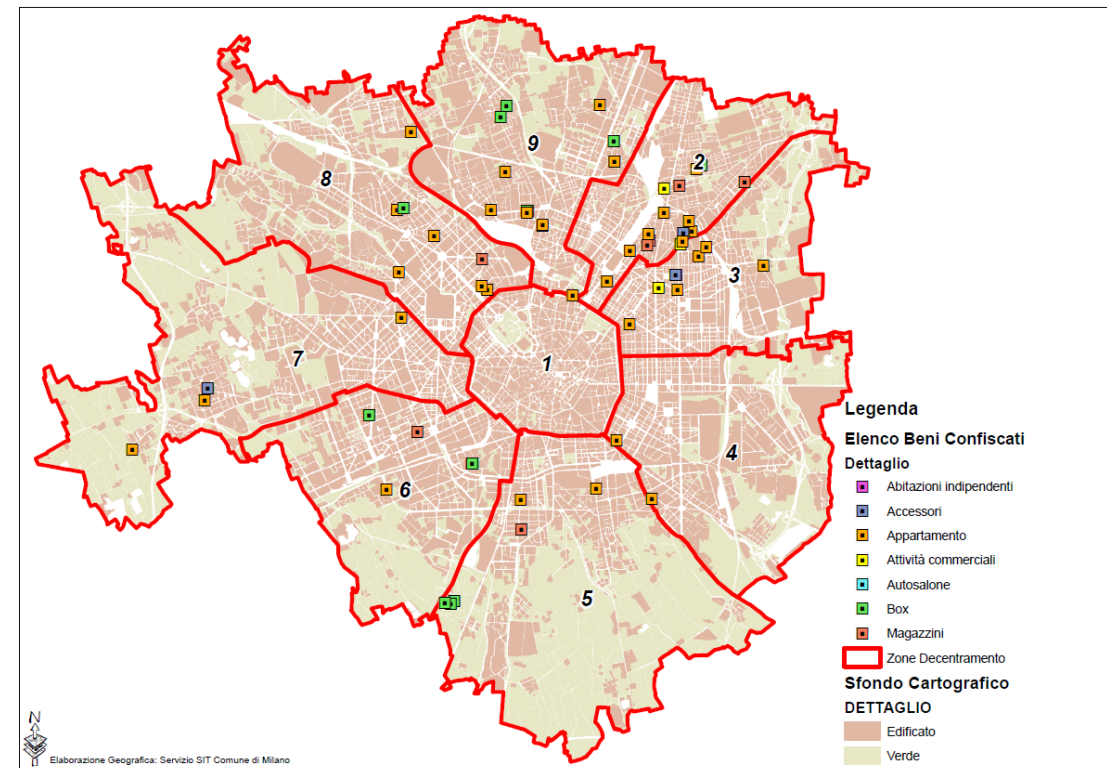 9
2
8
3
1
7
4
6
5
Legenda
Elenco Beni Confiscati
Dettaglio
Abitazioni indipendenti
Accessori
Appartamento
Attività commerciali
Autosalone
Box
Magazzini
Zone Decentramento
Sfondo Cartografico
DETTAGLIO
Edificato
Verde
N
Elaborazione Geografica: Servizio SIT Comune di Milano